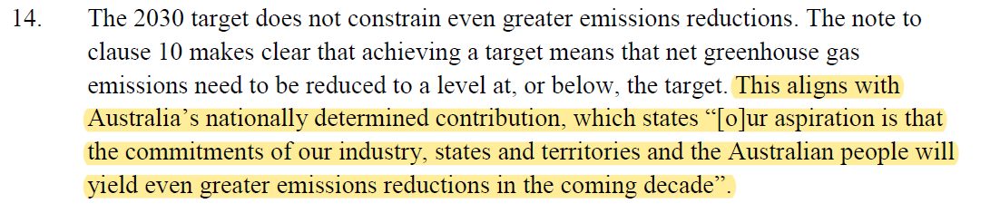 14. The 2030 target does not constrain even greater emissions reductions. The note to
clause 10 makes clear that achieving a target means that net greenhouse gas
emissions need to be reduced to a level at, or below, the target. This aligns with
Australia’s nationally determined contribution, which states “[o]ur aspiration is that
the commitments of our industry, states and territories and the Australian people will
yield even greater emissions reductions in the coming decade”.